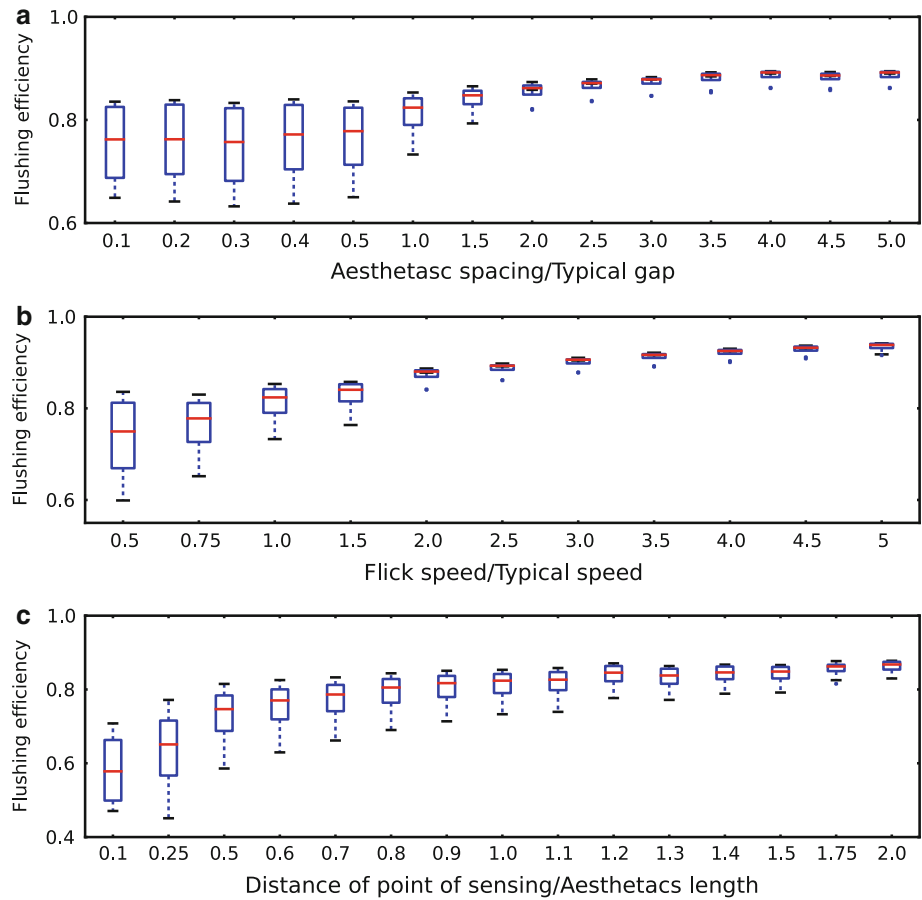 a
1.0
0.8
0.6
Flushing efficiency
0.1 0.2 0.3 0.4 0.5 1.0 1.5 2.0 2.5 3.0 3.5 4.0 4.5 5.0
Aesthetasc spacing/Typical gap
b
1.0
0.8
0.6
Flushing efficiency
0.5 0.75 1.0 1.5 2.0 2.5 3.0 3.5 4.0 4.5 5
Flick speed/Typical speed
c
1.0
0.8
0.6
0.4
Flushing efficiency
0.1 0.25 0.5 0.6 0.7 0.8 0.9 1.0 1.1 1.2 1.3 1.4 1.5 1.75 2.0
Distance of point of sensing/Aesthetacs length